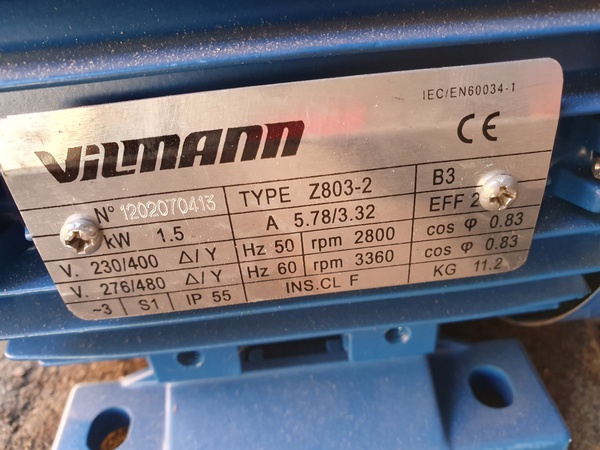 IEC/EN60034-1
VilMANN
CE
N° 1202070413 TYPE Z803-2 B3
kW 1.5 A 5.78/3.32 EFF 2
V. 230/400 Δ/Y Hz 50 rpm 2800 cos φ 0.83
V. 276/480 Δ/Y Hz 60 rpm 3360 cos φ 0.83
~3 S1 IP 55 INS.CL F KG 11.2